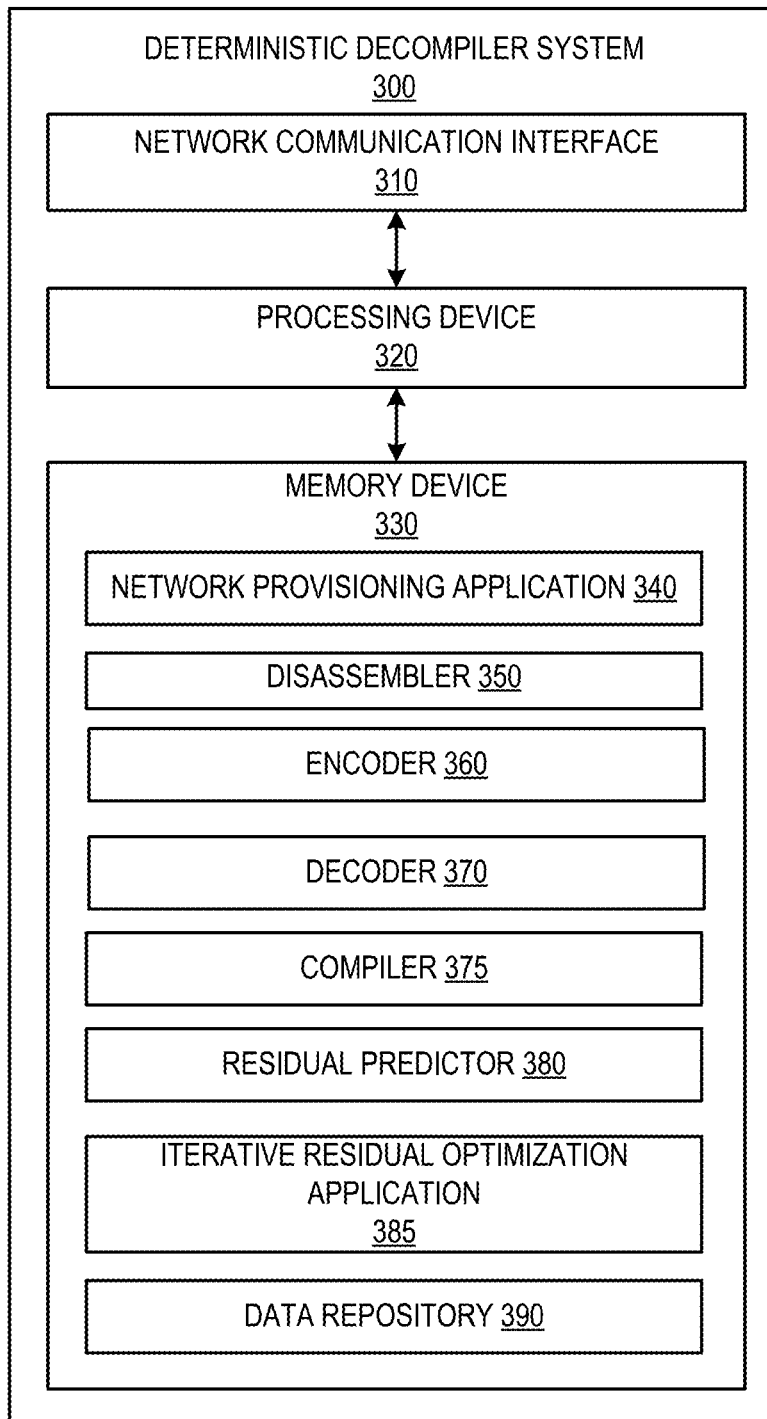 DETERMINISTIC DECOMPILER SYSTEM
300
NETWORK COMMUNICATION INTERFACE
310
PROCESSING DEVICE
320
MEMORY DEVICE
330
NETWORK PROVISIONING APPLICATION 340
DISASSEMBLER 350
ENCODER 360
DECODER 370
COMPILER 375
RESIDUAL PREDICTOR 380
ITERATIVE RESIDUAL OPTIMIZATION
APPLICATION
385
DATA REPOSITORY 390